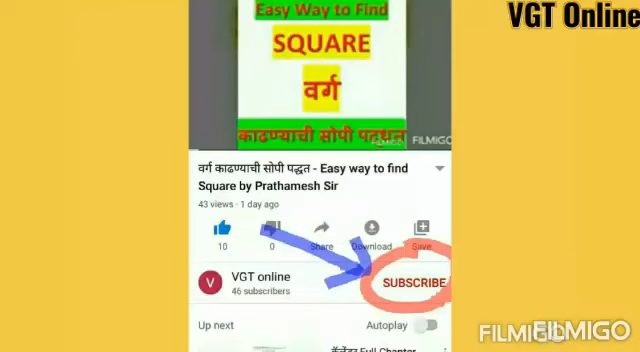 VGT Online
Easy Way to Find
SQUARE
वर्ग
काढण्याची सोपी पद्धत
FILMIGO
FILMIGO
वर्ग काढण्याची सोपी पद्धत - Easy way to find
Square by Prathamesh Sir
43 views · 1 day ago
10
0
Share
Download
Save
V
VGT online
46 subscribers
SUBSCRIBE
Up next
Autoplay
FILMIGO
FILMIGO
कॅलेंडर Full Chapter